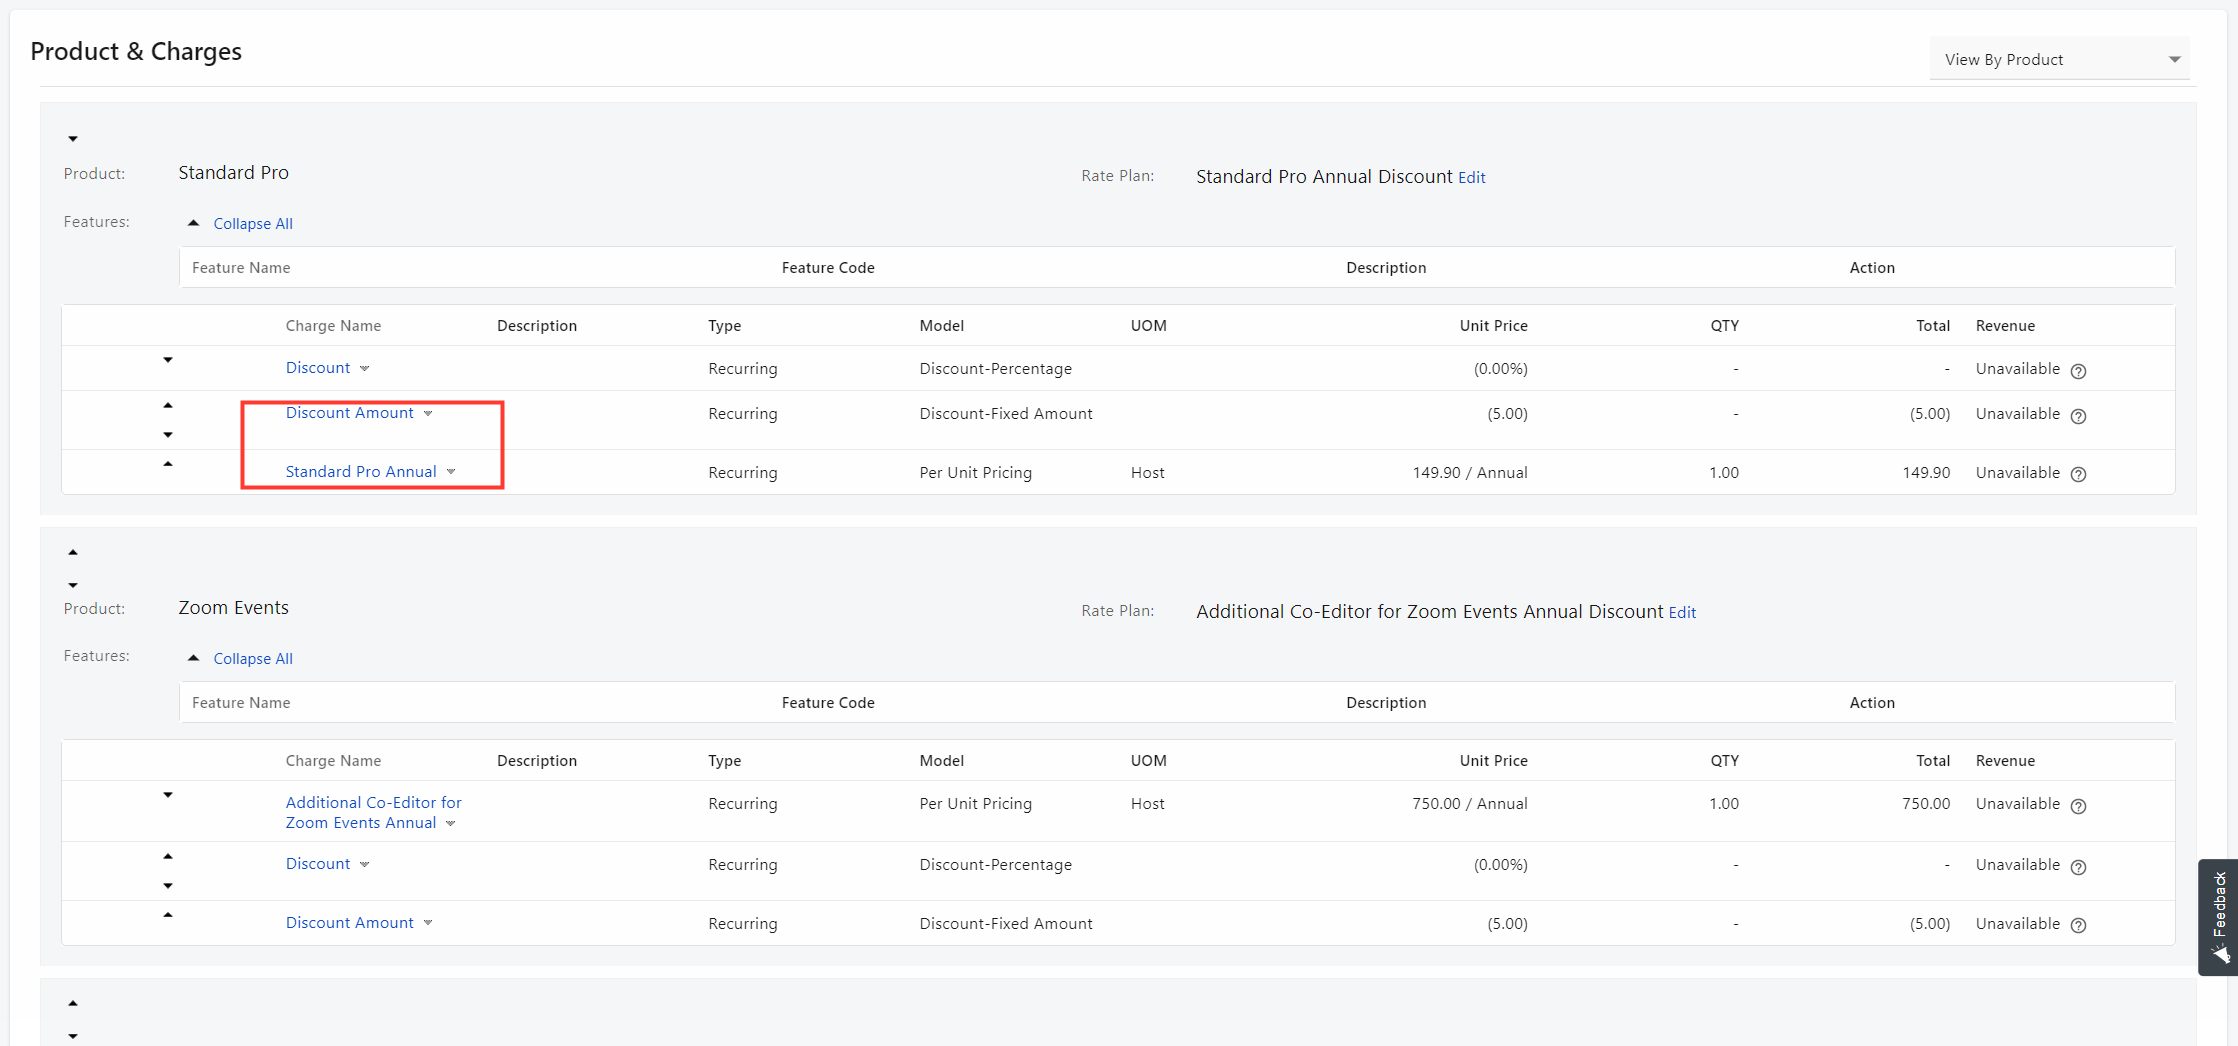 Product & Charges
View By Product
Product: Standard Pro Rate Plan: Standard Pro Annual Discount Edit
Features: Collapse All
Feature Name Feature Code Description Action
Charge Name Description Type Model UOM Unit Price QTY Total Revenue
Discount Recurring Discount-Percentage (0.00%) - - Unavailable ?
Discount Amount Recurring Discount-Fixed Amount (5.00) - (5.00) Unavailable ?
Standard Pro Annual Recurring Per Unit Pricing Host 149.90 / Annual 1.00 149.90 Unavailable ?
Product: Zoom Events Rate Plan: Additional Co-Editor for Zoom Events Annual Discount Edit
Features: Collapse All
Feature Name Feature Code Description Action
Charge Name Description Type Model UOM Unit Price QTY Total Revenue
Additional Co-Editor for Recurring Per Unit Pricing Host 750.00 / Annual 1.00 750.00 Unavailable ?
Zoom Events Annual
Discount Recurring Discount-Percentage (0.00%) - - Unavailable ?
Discount Amount Recurring Discount-Fixed Amount (5.00) - (5.00) Unavailable ?
Feedback